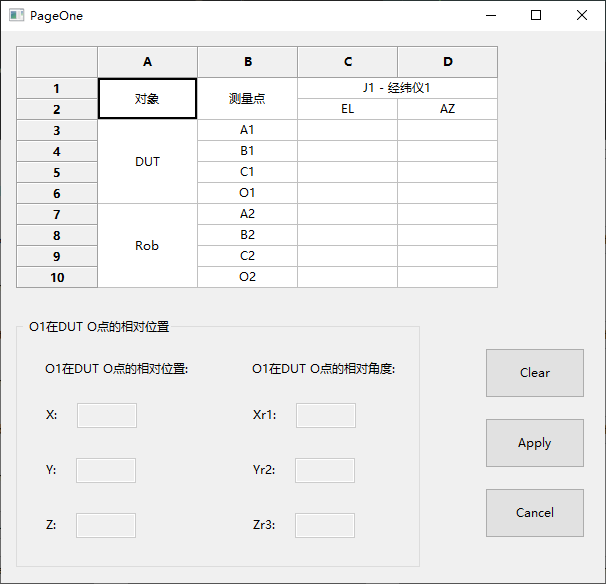 PageOne
A B C D
1 对象 测量点 J1 - 经纬仪1
2 EL AZ
3 DUT A1
4 B1
5 C1
6 O1
7 Rob A2
8 B2
9 C2
10 O2
O1在DUT O点的相对位置
O1在DUT O点的相对位置: O1在DUT O点的相对角度:
X: Xr1:
Y: Yr2:
Z: Zr3:
Clear
Apply
Cancel